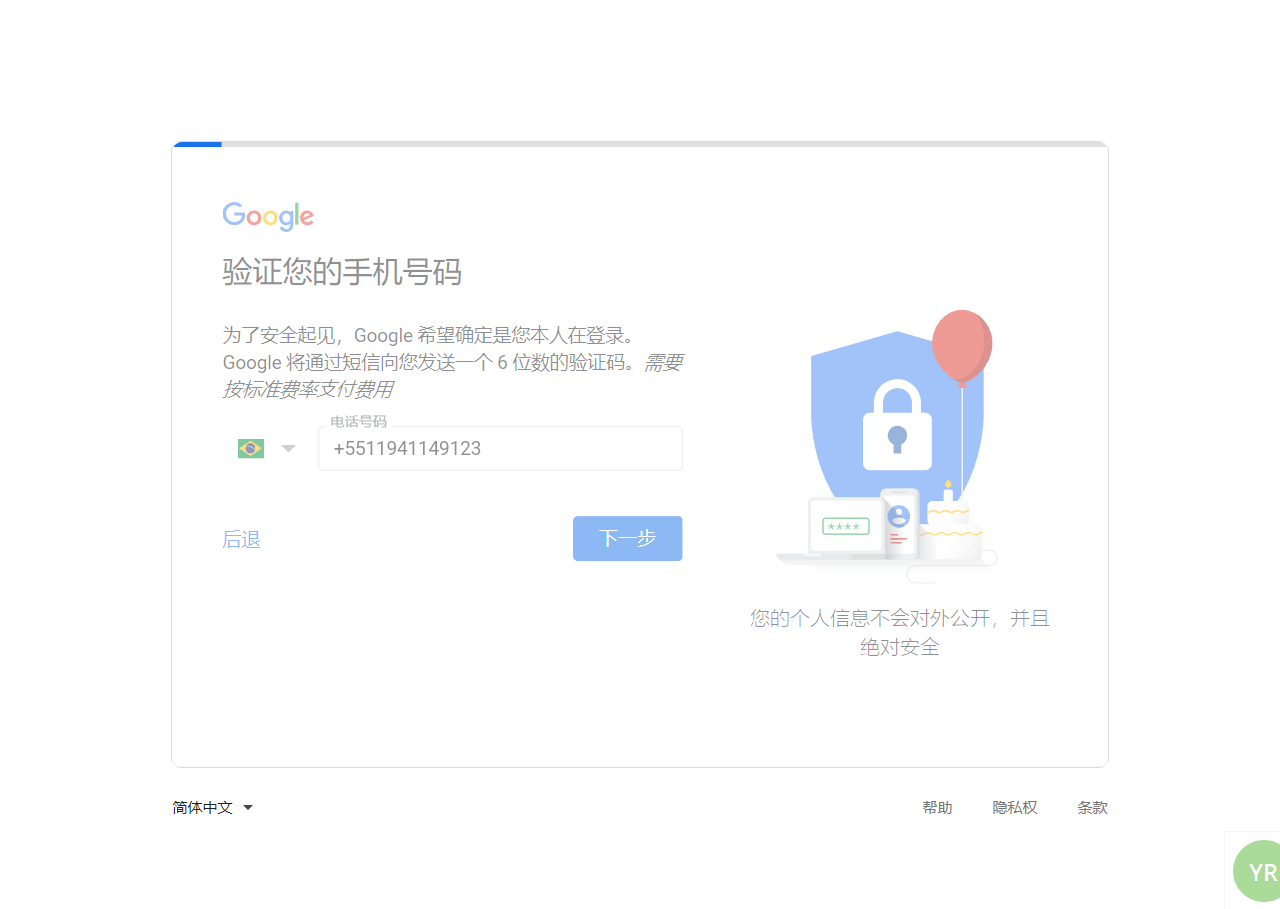 Google
验证您的手机号码
为了安全起见，Google 希望确定是您本人在登录。
Google 将通过短信向您发送一个 6 位数的验证码。需要
按标准费率支付费用
电话号码
+5511941149123
后退
下一步
****
您的个人信息不会对外公开，并且
绝对安全
简体中文
帮助
隐私权
条款
YR